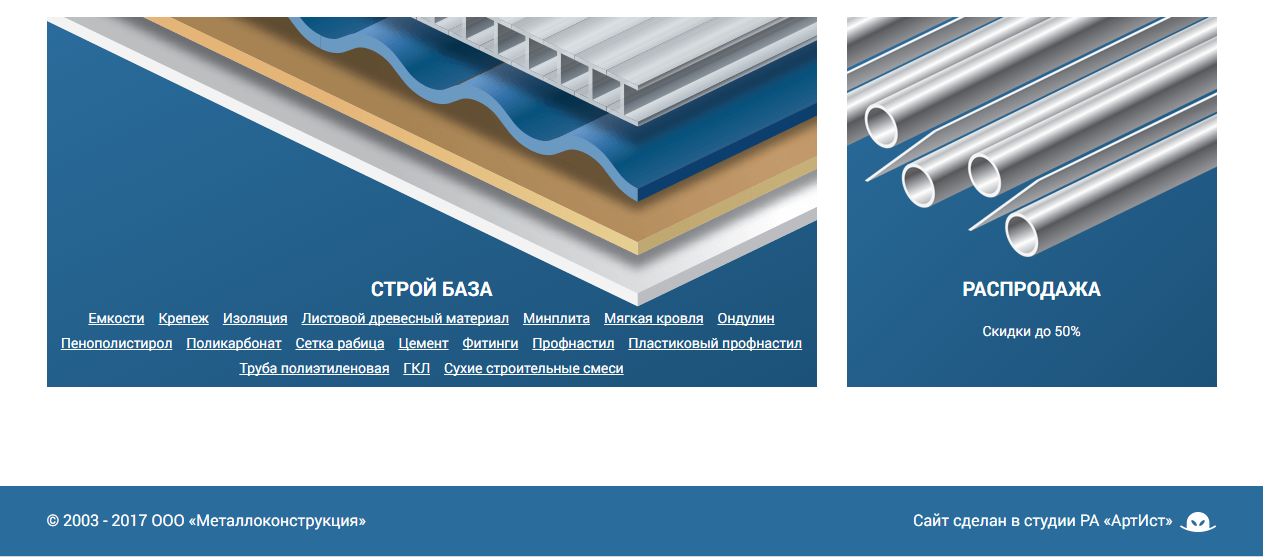 СТРОЙ БАЗА
Емкости Крепеж Изоляция Листовой древесный материал Минплита Мягкая кровля Ондулин
Пенополистирол Поликарбонат Сетка рабица Цемент Фитинги Профнастил Пластиковый профнастил
Труба полиэтиленовая ГКЛ Сухие строительные смеси
РАСПРОДАЖА
Скидки до 50%
© 2003 - 2017 ООО «Металлоконструкция»
Сайт сделан в студии РА «АртИст»